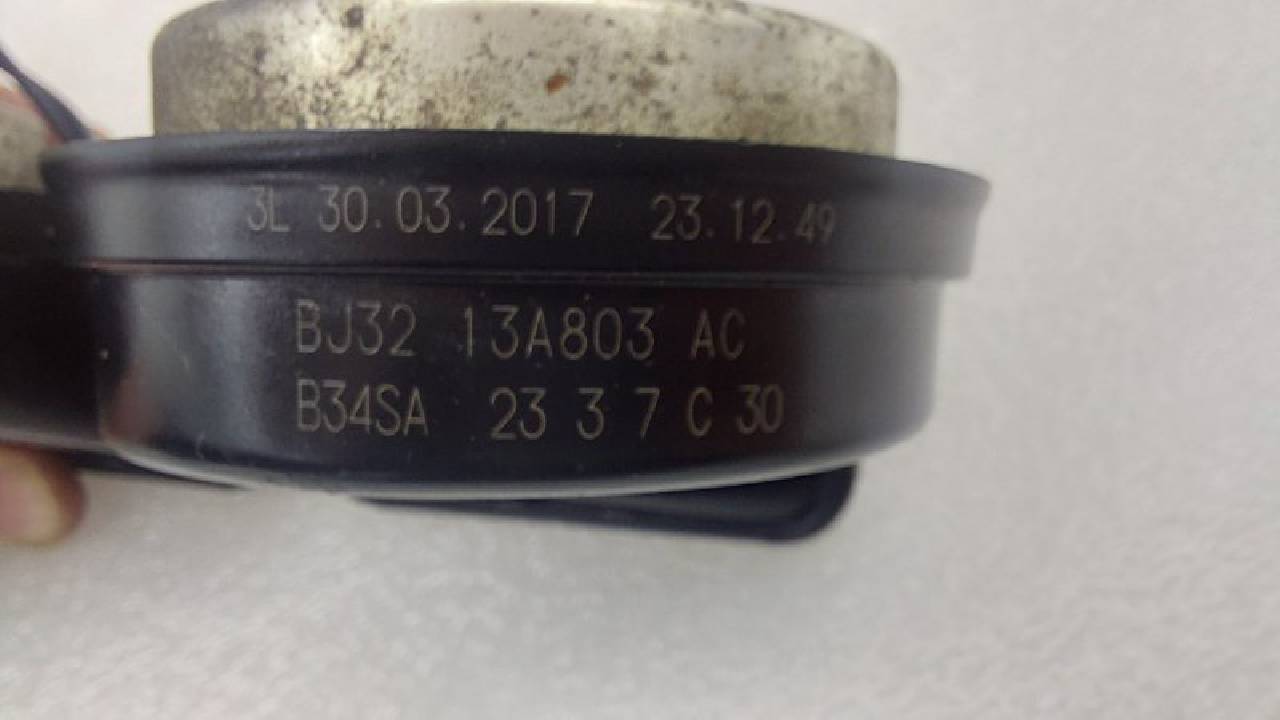 3L 30.03.2017 23.12.49
BJ32 13A803 AC
B34SA 23 3 7 C 30